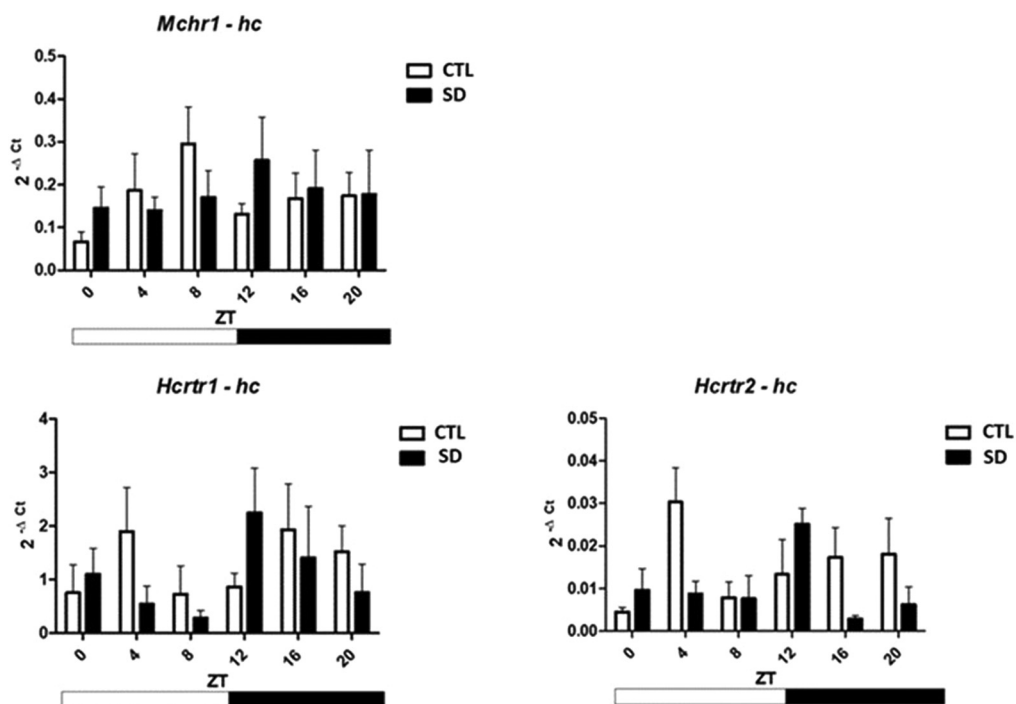 Mchr1 - hc
0.5
0.4
0.3
0.2
0.1
0.0
2 -Δ Ct
0 4 8 12 16 20
ZT
CTL
SD
Hcrtr1 - hc
4
3
2
1
0
2 -Δ Ct
0 4 8 12 16 20
ZT
CTL
SD
Hcrtr2 - hc
0.05
0.04
0.03
0.02
0.01
0.00
2 -Δ Ct
0 4 8 12 16 20
ZT
CTL
SD